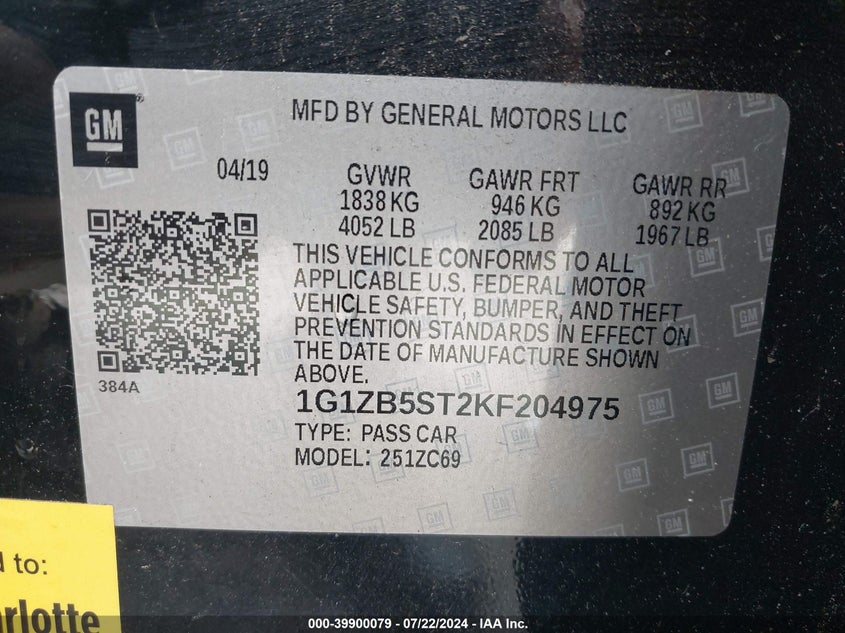 GM
MFD BY GENERAL MOTORS LLC
04/19
GVWR
1838 KG
4052 LB
GAWR FRT
946 KG
2085 LB
GAWR RR
892 KG
1967 LB
THIS VEHICLE CONFORMS TO ALL
APPLICABLE U.S. FEDERAL MOTOR
VEHICLE SAFETY, BUMPER, AND THEFT
PREVENTION STANDARDS IN EFFECT ON
THE DATE OF MANUFACTURE SHOWN
ABOVE.
384A
1G1ZB5ST2KF204975
TYPE: PASS CAR
MODEL: 251ZC69
to:
000-39900079 - 07/22/2024 - IAA Inc.